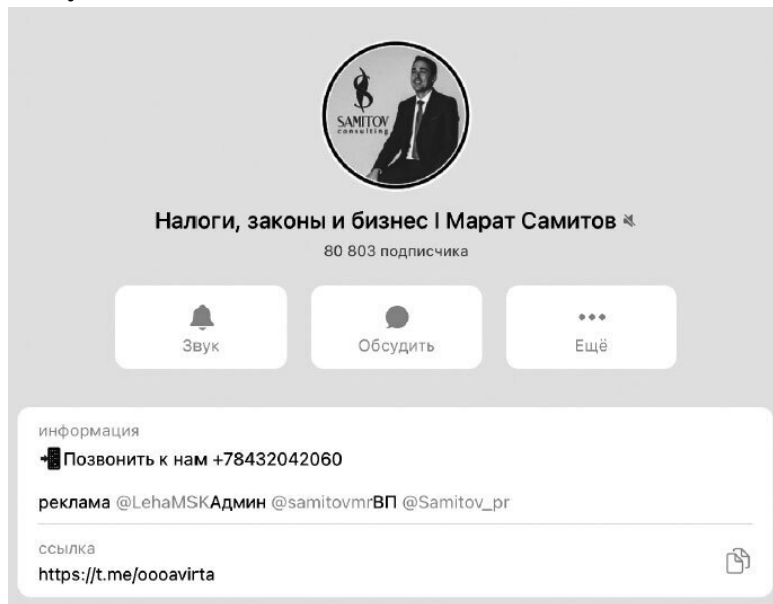 SAMITOV
consulting
Налоги, законы и бизнес I Марат Самитов
80 803 подписчика
Звук
Обсудить
Ещё
информация
Позвонить к нам +78432042060
реклама @LehaMSKАдмин @samitovmrВП @Samitov_pr
ссылка
https://t.me/oooavirta